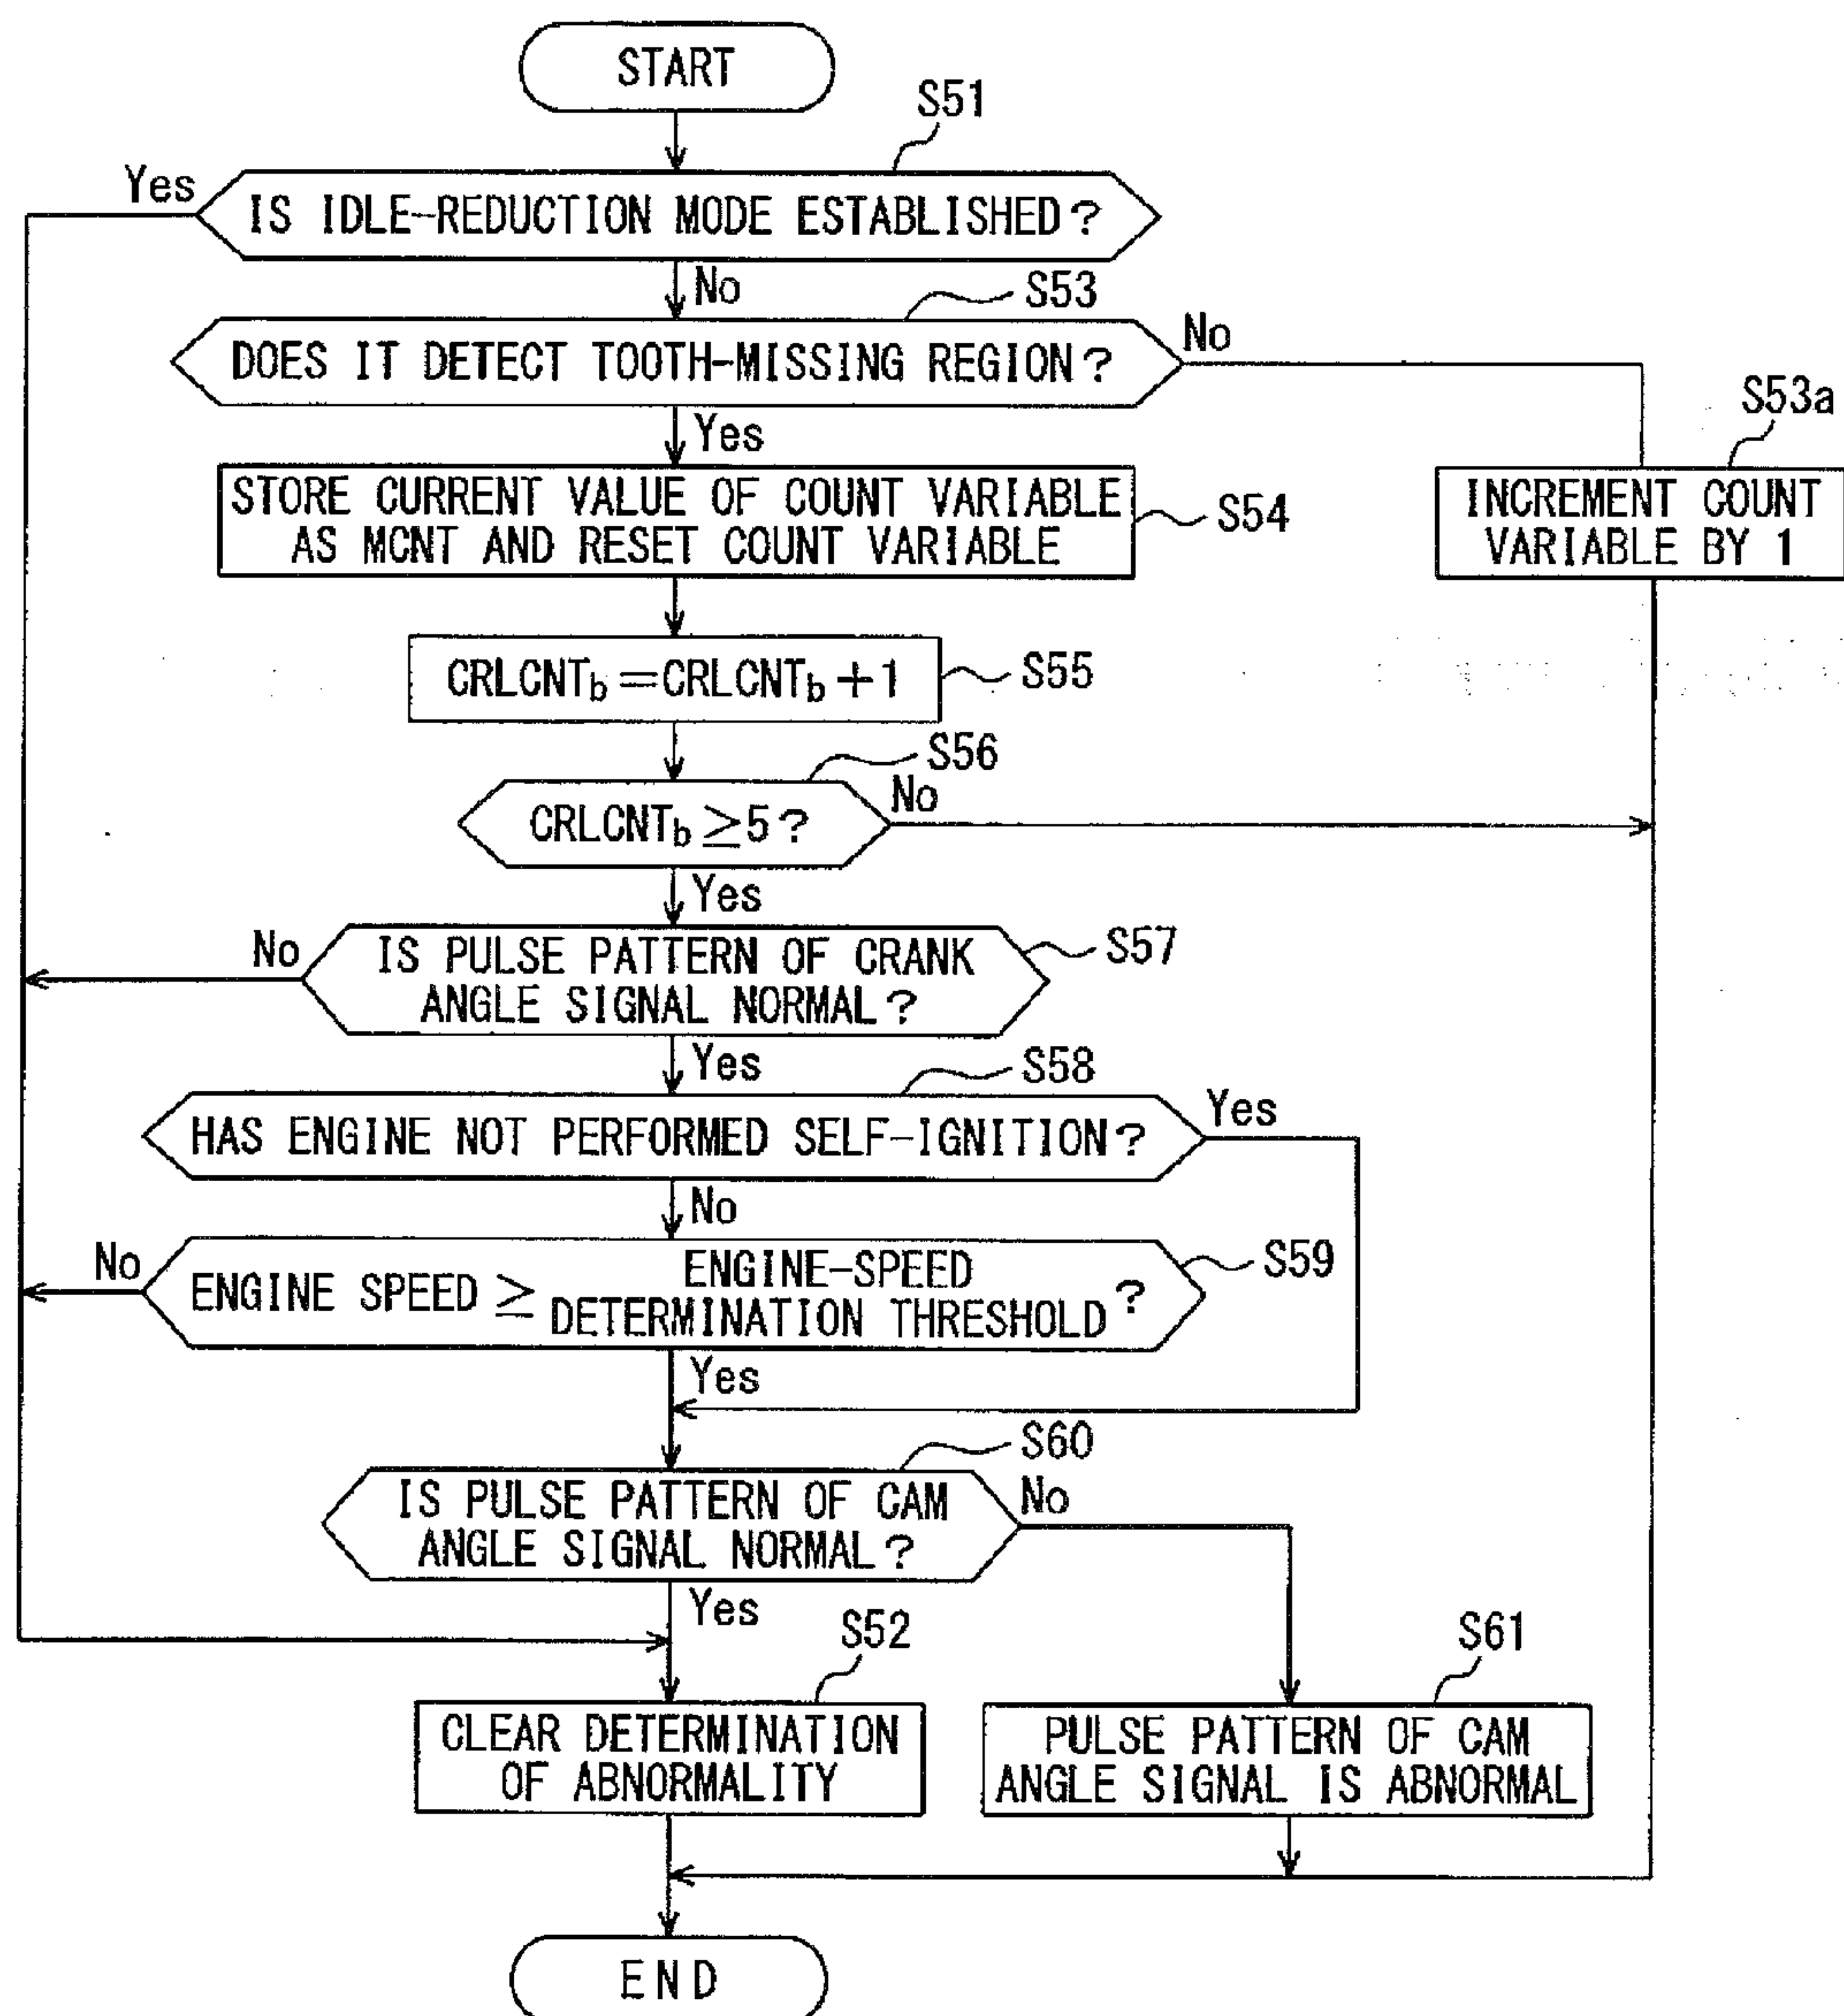 START
S51
Yes
IS IDLE-REDUCTION MODE ESTABLISHED?
No
S53
DOES IT DETECT TOOTH-MISSING REGION?
No
S53a
Yes
STORE CURRENT VALUE OF COUNT VARIABLE
AS MCNT AND RESET COUNT VARIABLE
S54
INCREMENT COUNT
VARIABLE BY 1
CRLCNTb=CRLCNTb+1
S55
S56
CRLCNTb≥5?
No
Yes
No
IS PULSE PATTERN OF CRANK
ANGLE SIGNAL NORMAL?
S57
Yes
S58
HAS ENGINE NOT PERFORMED SELF-IGNITION?
Yes
No
No
ENGINE SPEED ≥ ENGINE-SPEED
DETERMINATION THRESHOLD?
S59
Yes
S60
IS PULSE PATTERN OF CAM
ANGLE SIGNAL NORMAL?
No
Yes
S52
S61
CLEAR DETERMINATION
OF ABNORMALITY
PULSE PATTERN OF CAM
ANGLE SIGNAL IS ABNORMAL
END